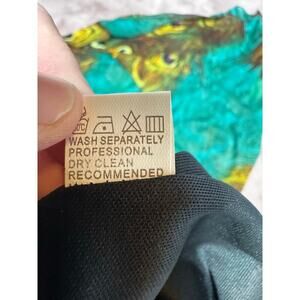 WASH SEPARATELY
PROFESSIONAL
DRY CLEAN
RECOMMENDED